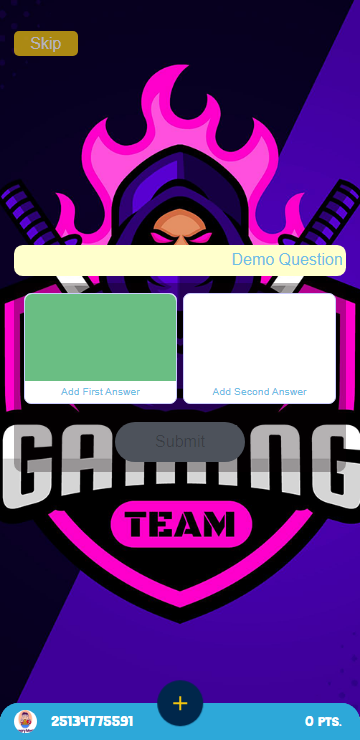 Skip
Demo Question
Add First Answer
Add Second Answer
Submit
GAMING
TEAM
+
25134775591
0 PTS.